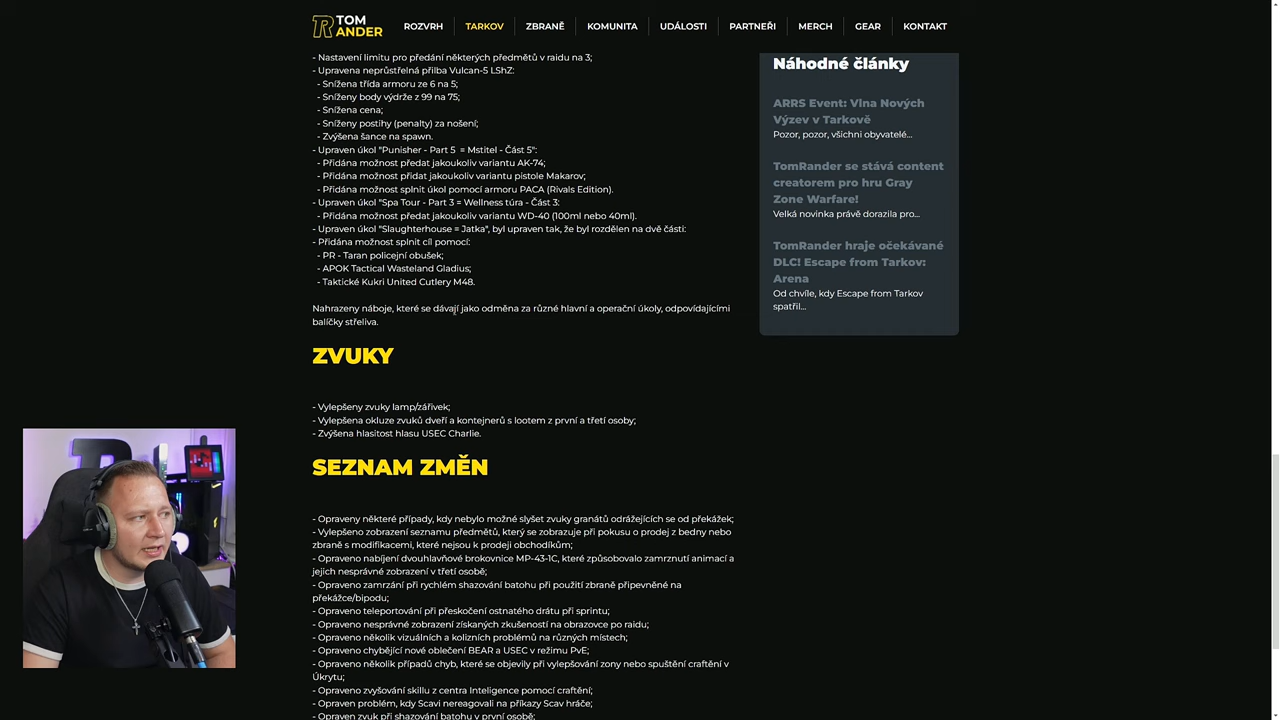 TOM
RANDER
ROZVRH
TARKOV
ZBRANĚ
KOMUNITA
UDÁLOSTI
PARTNEŘI
MERCH
GEAR
KONTAKT
- Nastavení limitu pro předání některých předmětů v raidu na 3;
- Upravena neprůstřelná přilba Vulcan-5 LShZ:
- Snížena třída armoru ze 6 na 5;
- Sníženy body výdrže z 99 na 75;
- Snížena cena;
- Sníženy postihy (penalty) za nošení;
- Zvýšena šance na spawn.
- Upraven úkol "Punisher - Part 5 = Mstitel - Část 5":
- Přidána možnost předat jakoukoliv variantu AK-74;
- Přidána možnost přidat jakoukoliv variantu pistole Makarov;
- Přidána možnost splnit úkol pomocí armoru PACA (Rivals Edition).
- Upraven úkol "Spa Tour - Part 3 = Wellness túra - Část 3:
- Přidána možnost předat jakoukoliv variantu WD-40 (100ml nebo 40ml).
- Upraven úkol "Slaughterhouse = Jatka", byl upraven tak, že byl rozdělen na dvě části:
- Přidána možnost splnit cíl pomocí:
- PR - Taran policejní obušek;
- APOK Tactical Wasteland Gladius;
- Taktické Kukri United Cutlery M48.
Nahrazeny náboje, které se dávají jako odměna za různé hlavní a operační úkoly, odpovídajícími
balíčky střeliva.
ZVUKY
- Vylepšeny zvuky lamp/zářivek;
- Vylepšena okluze zvuků dveří a kontejnerů s lootem z první a třetí osoby;
- Zvýšena hlasitost hlasu USEC Charlie.
SEZNAM ZMĚN
- Opraveny některé případy, kdy nebylo možné slyšet zvuky granátů odrážejících se od překážek;
- Vylepšeno zobrazení seznamu předmětů, který se zobrazuje při pokusu o prodej z bedny nebo
zbraně s modifikacemi, které nejsou k prodeji obchodníkům;
- Opraveno nabíjení dvouhlavňové brokovnice MP-43-1C, které způsobovalo zamrznutí animací a
jejich nesprávné zobrazení v třetí osobě;
- Opraveno zamrzání při rychlém shazování batohu při použití zbraně připevněné na
překážce/bipodu;
- Opraveno teleportování při přeskočení ostnatého drátu při sprintu;
- Opraveno nesprávné zobrazení získaných zkušeností na obrazovce po raidu;
- Opraveno několik vizuálních a kolizních problémů na různých místech;
- Opraveno chybějící nové oblečení BEAR a USEC v režimu PvE;
- Opraveno několik případů chyb, které se objevily při vylepšování zony nebo spuštění craftění v
Úkrytu;
- Opraveno zvyšování skillu z centra Inteligence pomocí craftění;
- Opraven problém, kdy Scavi nereagovali na příkazy Scav hráče;
- Opraven zvuk při shazování batohu v první osobě;
Náhodné články
ARRS Event: Vlna Nových
Výzev v Tarkově
Pozor, pozor, všichni obyvatelé...
TomRander se stává content
creatorem pro hru Gray
Zone Warfare!
Velká novinka právě dorazila pro...
TomRander hraje očekávané
DLC! Escape from Tarkov:
Arena
Od chvíle, kdy Escape from Tarkov
spatřil...